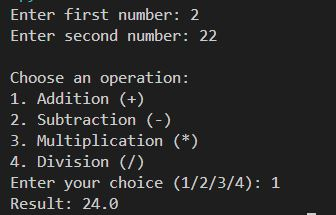 Enter first number: 2
Enter second number: 22
Choose an operation:
1. Addition (+)
2. Subtraction (-)
3. Multiplication (*)
4. Division (/)
Enter your choice (1/2/3/4): 1
Result: 24.0